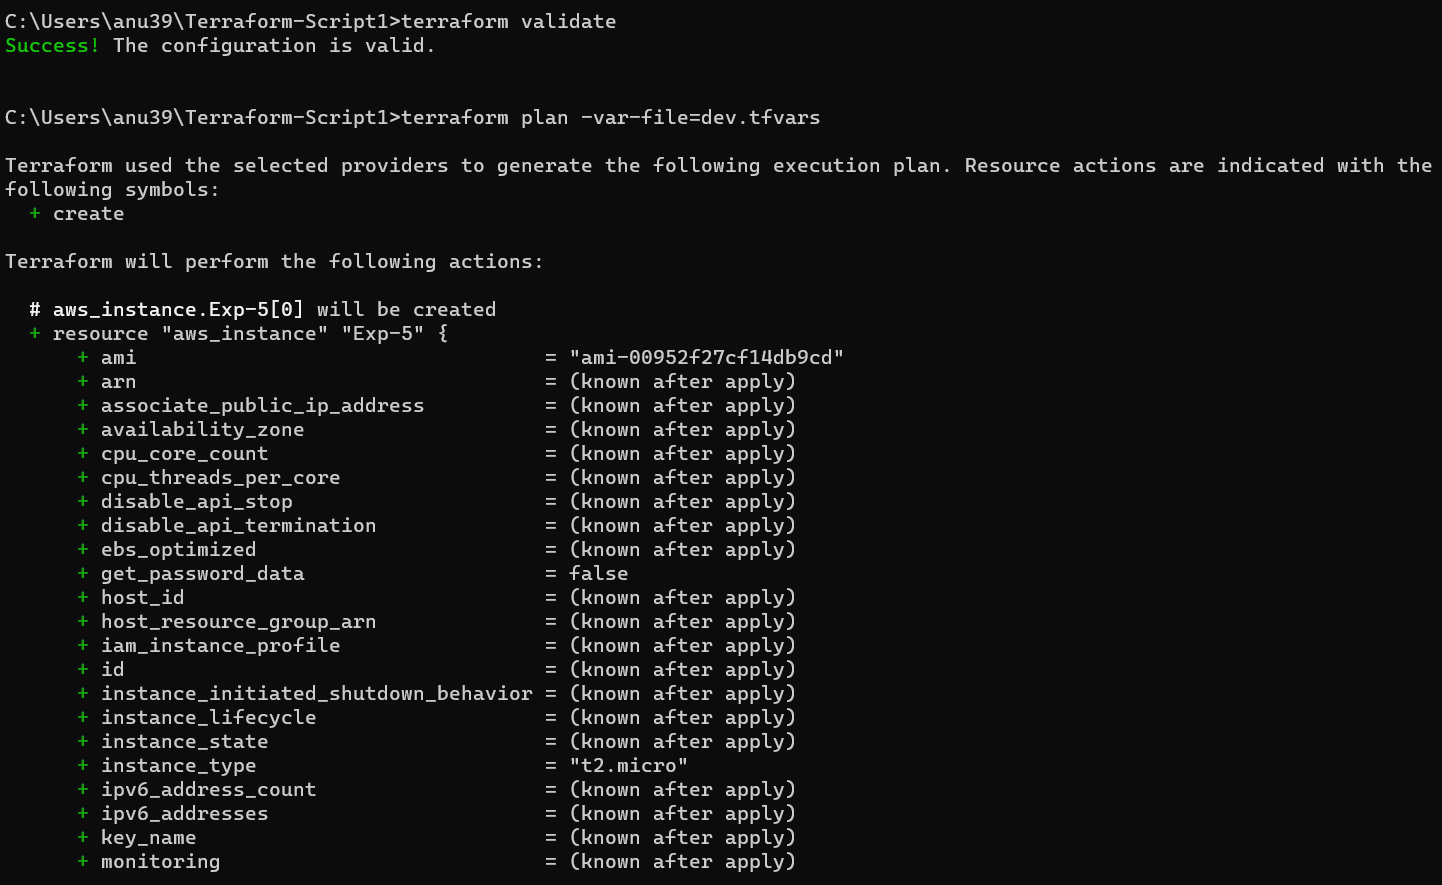 C:\Users\anu39\Terraform-Script1>terraform validate
Success! The configuration is valid.
C:\Users\anu39\Terraform-Script1>terraform plan -var-file=dev.tfvars
Terraform used the selected providers to generate the following execution plan. Resource actions are indicated with the
following symbols:
  + create
Terraform will perform the following actions:
  # aws_instance.Exp-5[0] will be created
  + resource "aws_instance" "Exp-5" {
      + ami                                  = "ami-00952f27cf14db9cd"
      + arn                                  = (known after apply)
      + associate_public_ip_address          = (known after apply)
      + availability_zone                    = (known after apply)
      + cpu_core_count                       = (known after apply)
      + cpu_threads_per_core                 = (known after apply)
      + disable_api_stop                     = (known after apply)
      + disable_api_termination              = (known after apply)
      + ebs_optimized                        = (known after apply)
      + get_password_data                    = false
      + host_id                              = (known after apply)
      + host_resource_group_arn              = (known after apply)
      + iam_instance_profile                 = (known after apply)
      + id                                   = (known after apply)
      + instance_initiated_shutdown_behavior = (known after apply)
      + instance_lifecycle                   = (known after apply)
      + instance_state                       = (known after apply)
      + instance_type                        = "t2.micro"
      + ipv6_address_count                   = (known after apply)
      + ipv6_addresses                       = (known after apply)
      + key_name                             = (known after apply)
      + monitoring                           = (known after apply)